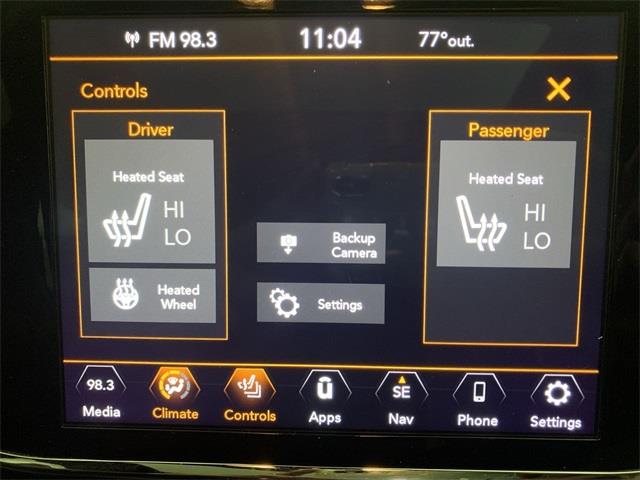 FM 98.3 11:04 77°out.
Controls
Driver
Heated Seat
HI
LO
Heated
Wheel
Backup
Camera
Settings
Passenger
Heated Seat
HI
LO
98.3
Media
Climate
Controls
ū
Apps
SE
Nav
Phone
Settings